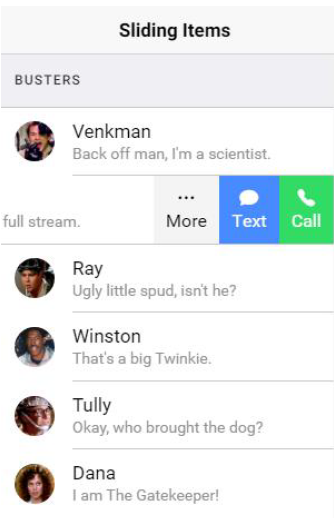 Sliding Items
BUSTERS
Venkman
Back off man, I'm a scientist.
full stream.
More
Text
Call
Ray
Ugly little spud, isn't he?
Winston
That's a big Twinkie.
Tully
Okay, who brought the dog?
Dana
I am The Gatekeeper!